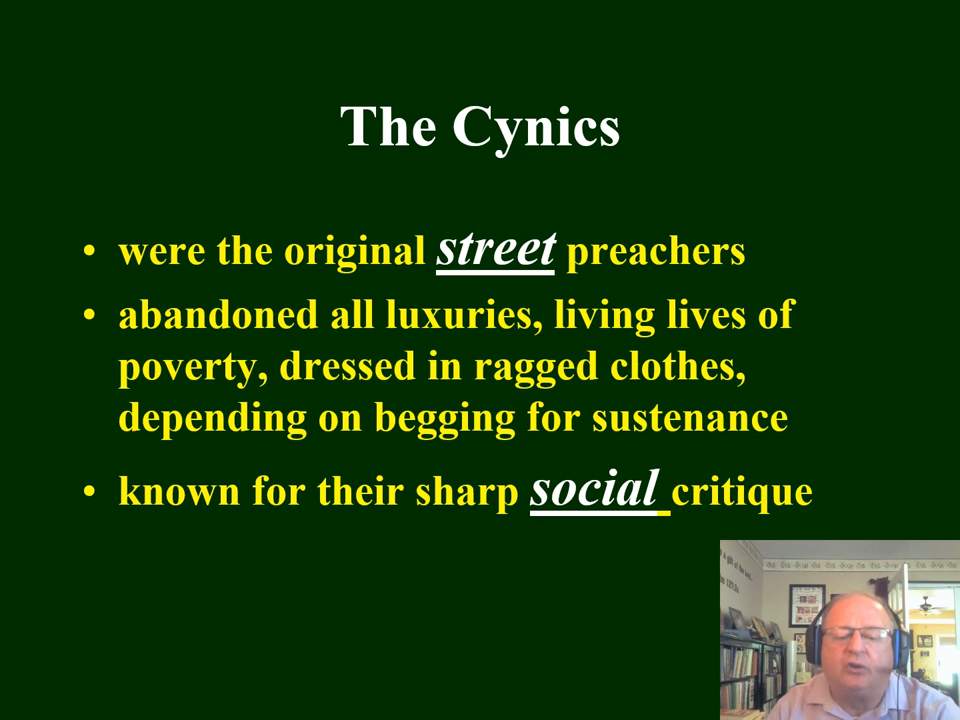 The Cynics
• were the original street preachers
• abandoned all luxuries, living lives of
poverty, dressed in ragged clothes,
depending on begging for sustenance
• known for their sharp social critique